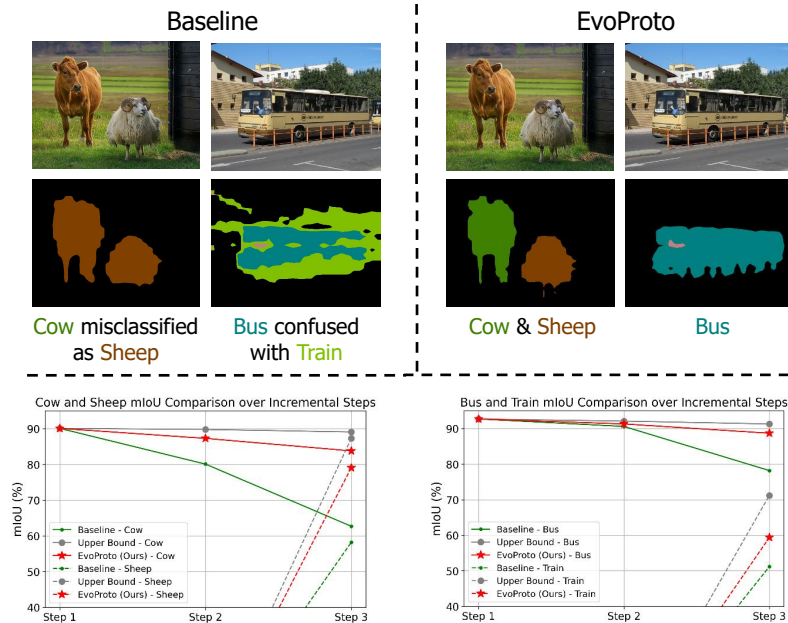 Baseline
EvoProto
Cow misclassified
as Sheep
Bus confused
with Train
Cow & Sheep
Bus
Cow and Sheep mIoU Comparison over Incremental Steps
mIoU (%)
90
80
70
60
50
40
Baseline - Cow
Upper Bound - Cow
EvoProto (Ours) - Cow
Baseline - Sheep
Upper Bound - Sheep
EvoProto (Ours) - Sheep
Step 1
Step 2
Step 3
Bus and Train mIoU Comparison over Incremental Steps
mIoU (%)
90
80
70
60
50
40
Baseline - Bus
Upper Bound - Bus
EvoProto (Ours) - Bus
Baseline - Train
Upper Bound - Train
EvoProto (Ours) - Train
Step 1
Step 2
Step 3